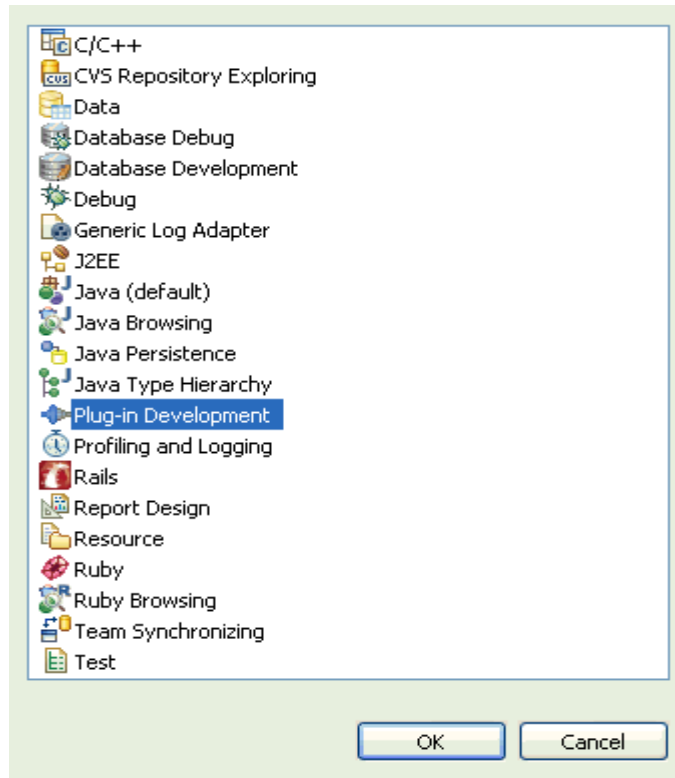 C/C++
CVS Repository Exploring
Data
Database Debug
Database Development
Debug
Generic Log Adapter
J2EE
Java (default)
Java Browsing
Java Persistence
Java Type Hierarchy
Plug-in Development
Profiling and Logging
Rails
Report Design
Resource
Ruby
Ruby Browsing
Team Synchronizing
Test
OK Cancel